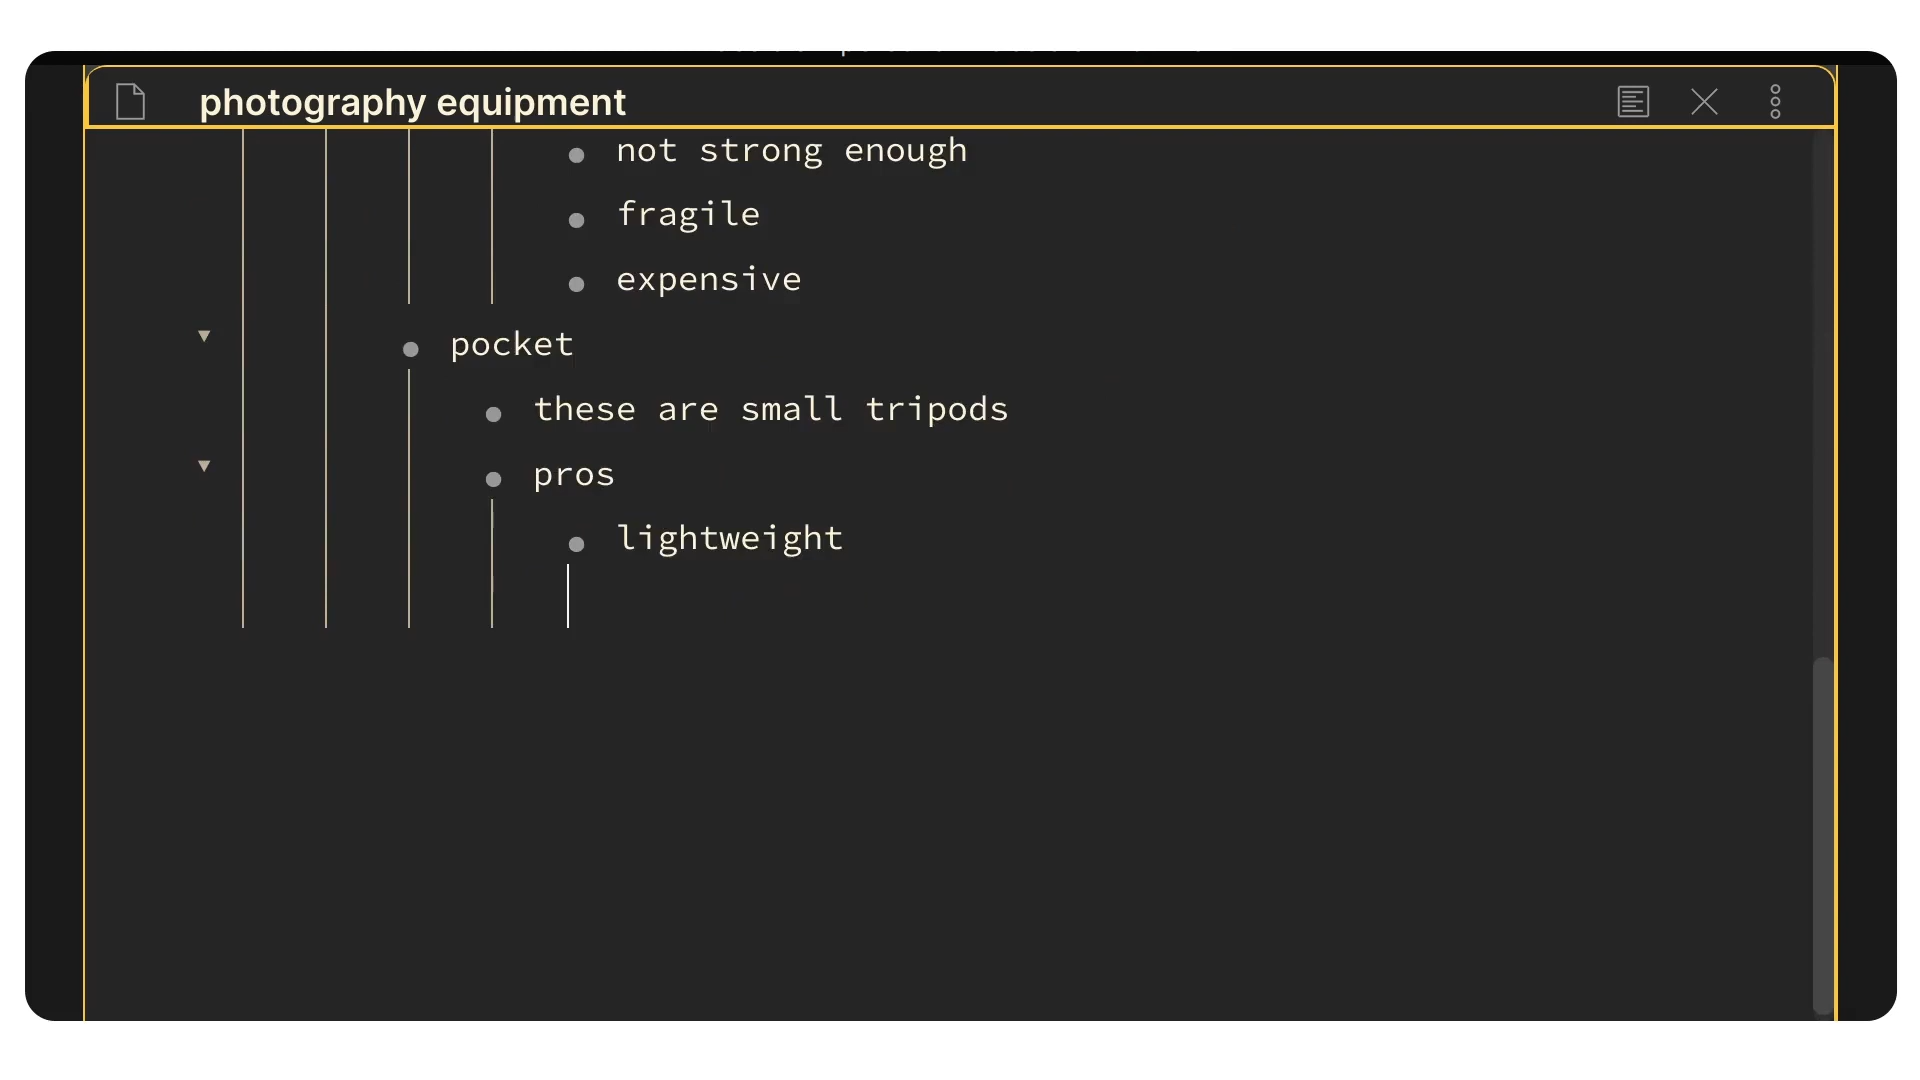 photography equipment
not strong enough
fragile
expensive
pocket
these are small tripods
pros
lightweight